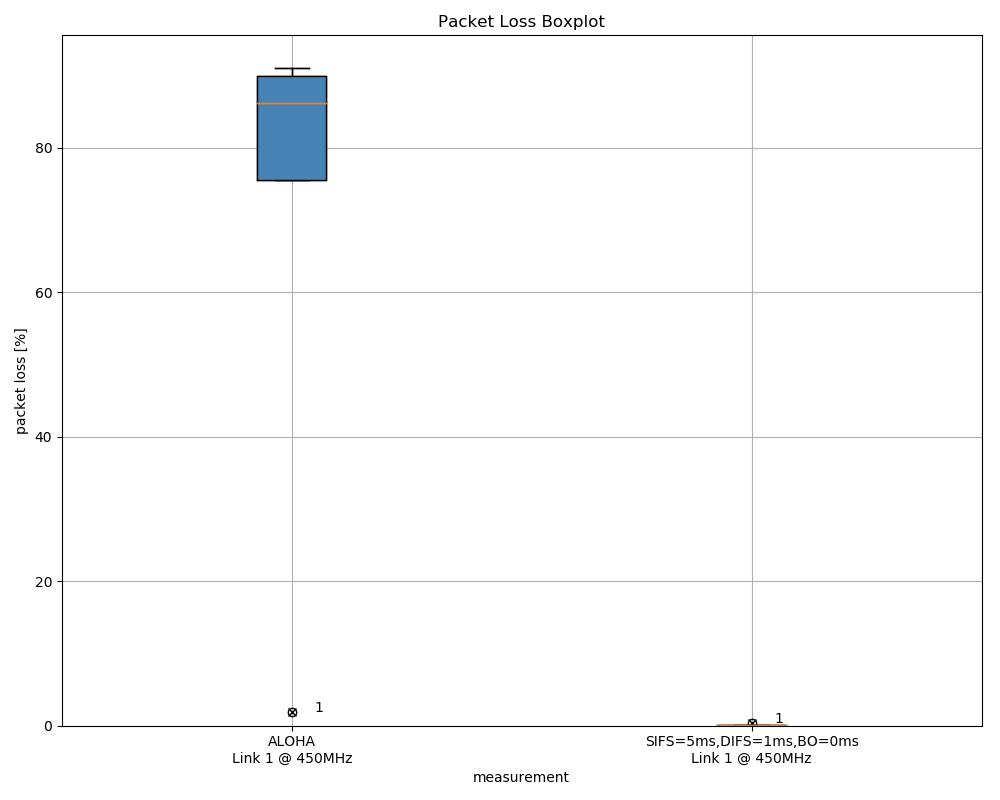 Packet Loss Boxplot
packet loss [%]
80
60
40
20
0
1
1
ALOHA
Link 1 @ 450MHz
SIFS=5ms,DIFS=1ms,BO=0ms
Link 1 @ 450MHz
measurement